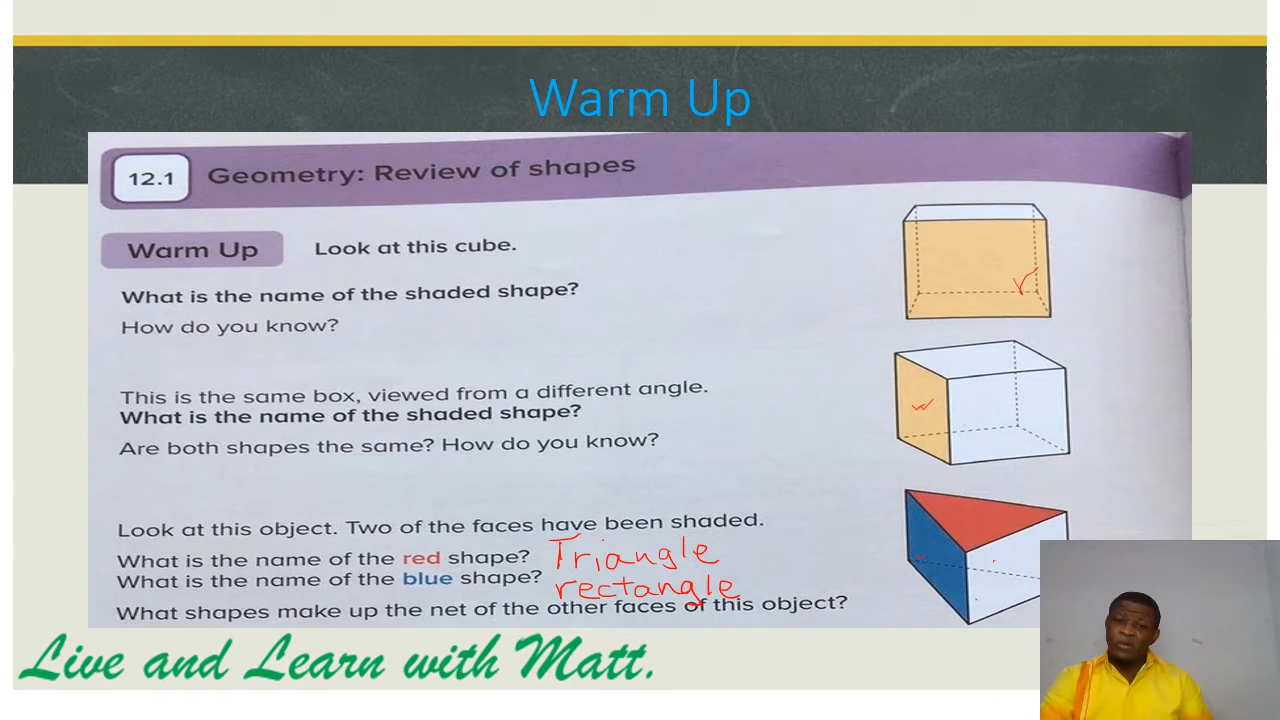 Warm Up
12.1 Geometry: Review of shapes
Warm Up Look at this cube.
What is the name of the shaded shape?
How do you know?
This is the same box, viewed from a different angle.
What is the name of the shaded shape?
Are both shapes the same? How do you know?
Look at this object. Two of the faces have been shaded.
What is the name of the red shape? Triangle
What is the name of the blue shape? rectangle
What shapes make up the net of the other faces of this object?
Live and Learn with Matt.